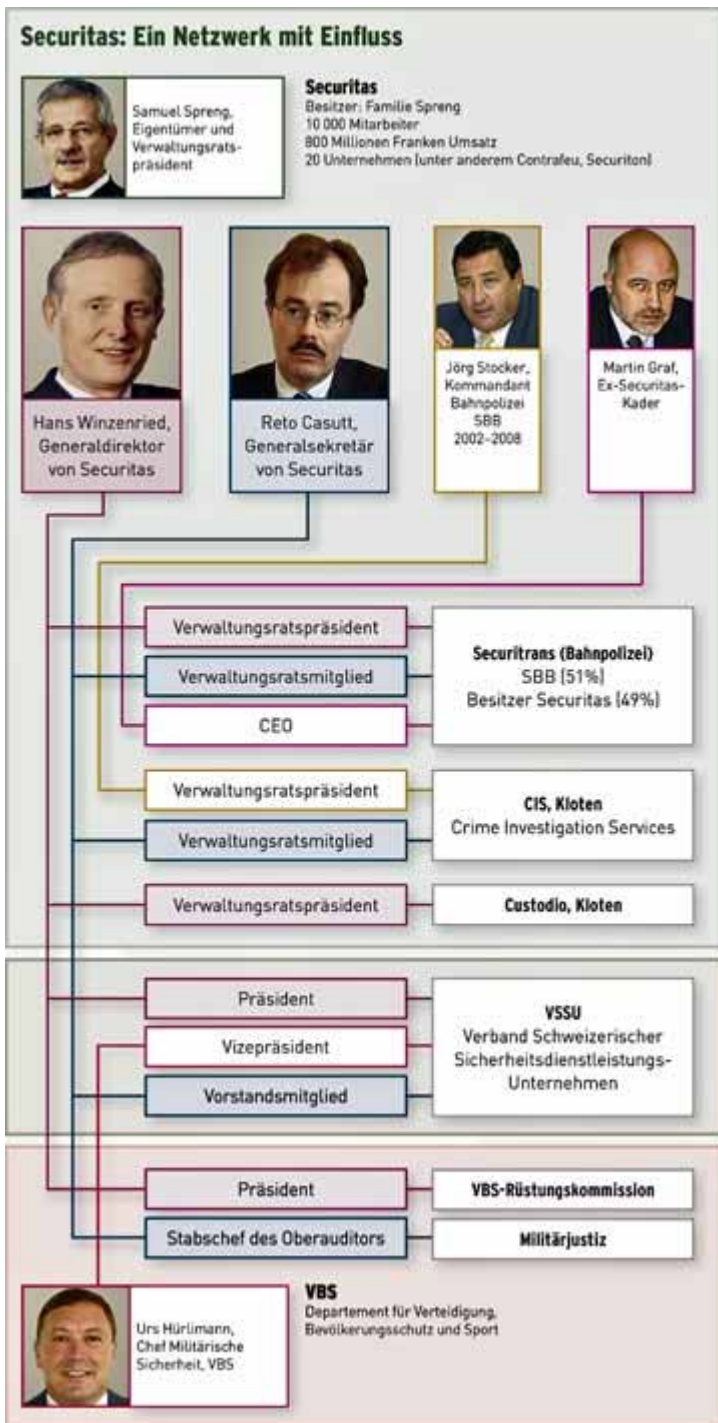 Securitas: Ein Netzwerk mit Einfluss
Samuel Spreng,
Eigentümer und
Verwaltungsrats-
präsident
Securitas
Besitzer: Familie Spreng
10 000 Mitarbeiter
800 Millionen Franken Umsatz
20 Unternehmen (unter anderem Contrafeu, Securiton)
Hans Winzenried,
Generaldirektor
von Securitas
Reto Casutt,
Generalsekretär
von Securitas
Jörg Stocker,
Kommandant
Bahnpolizei
SBB
2002–2008
Martin Graf,
Ex-Securitas-
Kader
Verwaltungsratspräsident
Verwaltungsratsmitglied
CEO
Securitrans (Bahnpolizei)
SBB (51%)
Besitzer Securitas (49%)
Verwaltungsratspräsident
Verwaltungsratsmitglied
CIS, Kloten
Crime Investigation Services
Verwaltungsratspräsident
Custodio, Kloten
Präsident
Vizepräsident
Vorstandsmitglied
VSSU
Verband Schweizerischer
Sicherheitsdienstleistungs-
Unternehmen
Präsident
VBS-Rüstungskommission
Stabschef des Oberauditors
Militärjustiz
Urs Hürlimann,
Chef Militärische
Sicherheit, VBS
VBS
Departement für Verteidigung,
Bevölkerungsschutz und Sport